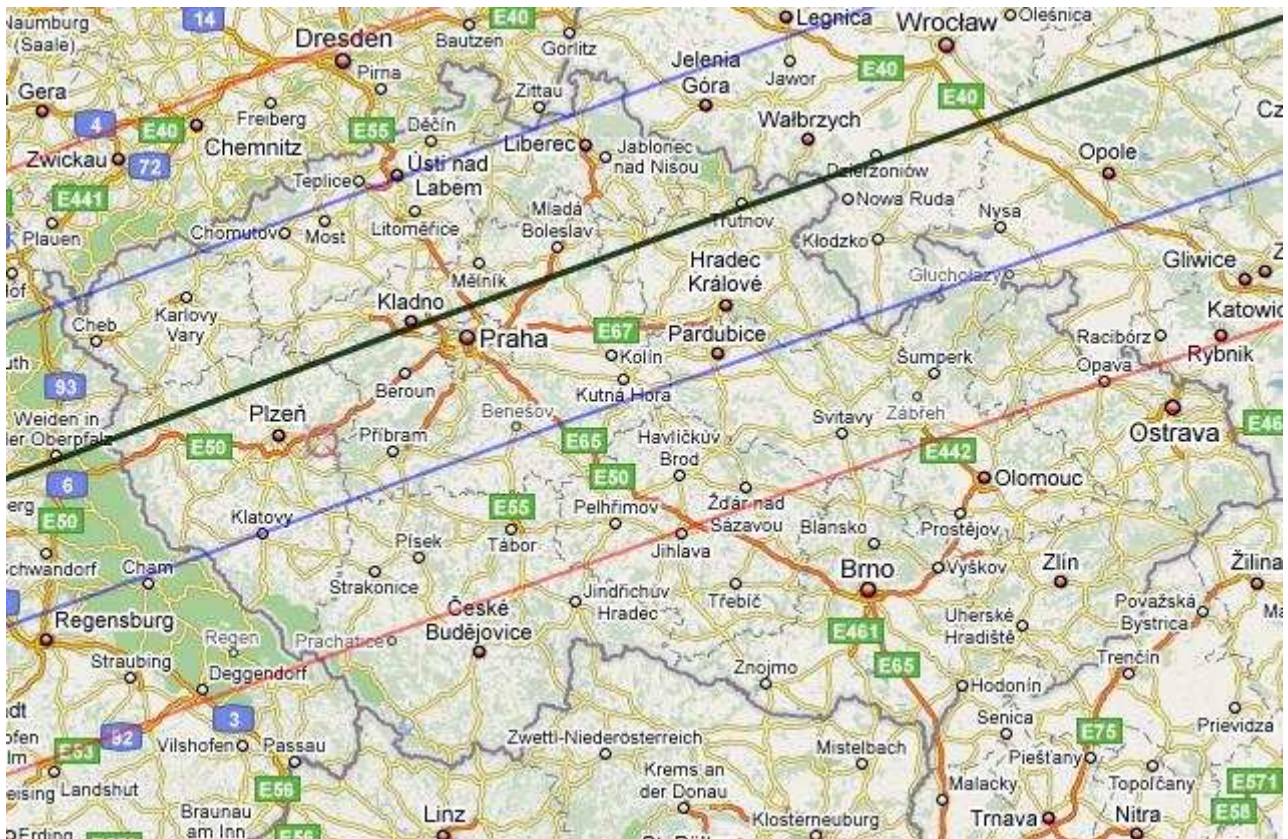 Naumburg
(Saale)
14
E40
Bautzen
Görlitz
Legnica
Wrocław
Oleśnica
Dresden
Pirna
Zittau
Jelenia
Góra
Jawor
E40
E40
Gera
4
E40
Freiberg
E55
Děčín
Liberec
Jablonec
nad Nisou
Wałbrzych
Zwickau
72
Chemnitz
Teplice
Ústí nad
Labem
Dzierżoniów
Opole
E441
Plauen
Chomutov
Most
Litoměřice
Mladá
Boleslav
Trutnov
Nowa Ruda
Nysa
Kłodzko
Mělník
Hradec
Králové
Głuchołazy
Gliwice
Cheb
Karlovy
Vary
Kladno
Praha
E67
Pardubice
Racibórz
Rybnik
93
Beroun
Kolín
Kutná Hora
Šumperk
Opava
Weiden in
der Oberpfalz
Plzeň
Benešov
Svitavy
Zábřeh
Ostrava
E50
Příbram
E65
Havlíčkův
Brod
E442
6
E50
E50
Olomouc
Klatovy
E55
Pelhřimov
Žďár nad
Sázavou
Blansko
Prostějov
Schwandorf
Cham
Písek
Tábor
Jihlava
Strakonice
Jindřichův
Hradec
Třebíč
Brno
Vyškov
Zlín
Žilina
Regensburg
Regen
Prachatice
České
Budějovice
E461
Uherské
Hradiště
Považská
Bystrica
Straubing
Deggendorf
Znojmo
E65
Trenčín
Hodonín
3
92
Vilshofen
Passau
Zwettl-Niederösterreich
Mistelbach
Senica
E75
Prievidza
E53
Landshut
E56
Krems an
der Donau
Malacky
Piešťany
Topoľčany
E571
Braunau
am Inn
Linz
Klosterneuburg
Trnava
Nitra
E58
Erding
E56